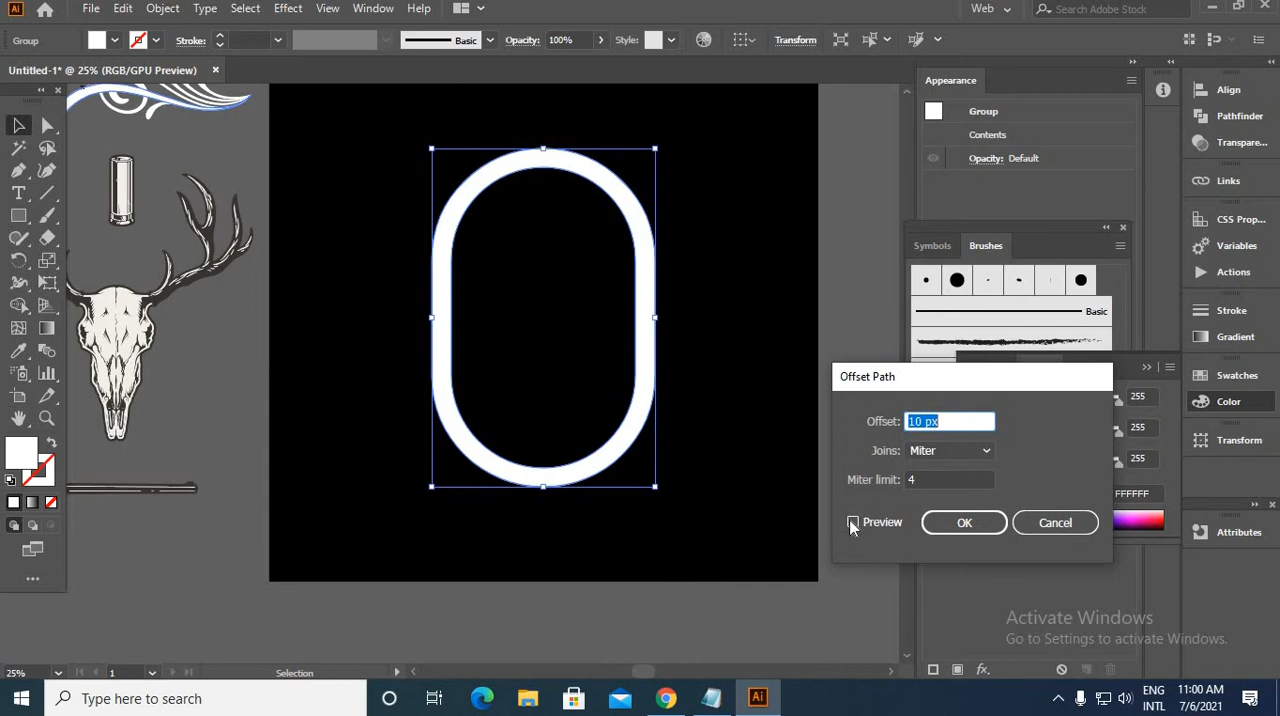 Ai File Edit Object Type Select Effect View Window Help Web Search Adobe Stock
Group Stroke: Basic Opacity: 100% Style: Transform
Untitled-1* @ 25% (RGB/GPU Preview)
Appearance
Group
Contents
Opacity: Default
Symbols Brushes
Basic
Align
Pathfinder
Transpare...
Links
CSS Prop...
Variables
Actions
Stroke
Gradient
Swatches
Color
Transform
Attributes
255
255
255
FFFFFF
Offset Path
Offset: 10 px
Joins: Miter
Miter limit: 4
Preview OK Cancel
Activate Windows
Go to Settings to activate Windows.
25% 1 Selection
Type here to search
Ai
ENG
INTL
11:00 AM
7/6/2021